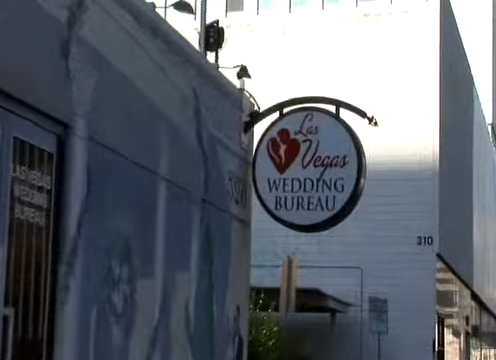 LAS VEGAS
WEDDING
BUREAU
Las
Vegas
WEDDING
BUREAU
310